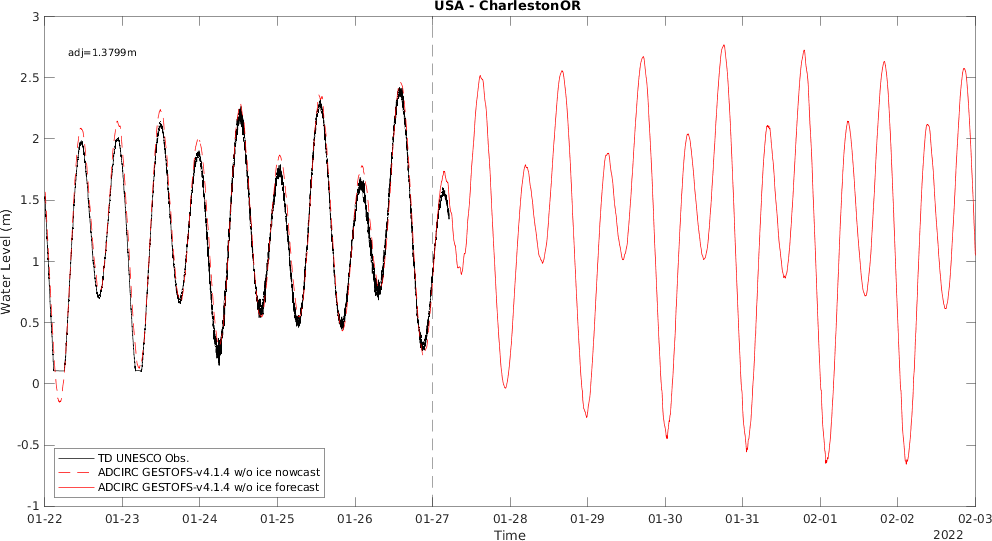 USA - CharlestonOR
adj=1.3799m
Water Level (m)
3
2.5
2
1.5
1
0.5
0
-0.5
-1
TD UNESCO Obs.
ADCIRC GESTOFS-v4.1.4 w/o ice nowcast
ADCIRC GESTOFS-v4.1.4 w/o ice forecast
01-22 01-23 01-24 01-25 01-26 01-27 01-28 01-29 01-30 01-31 02-01 02-02 02-03
Time
2022